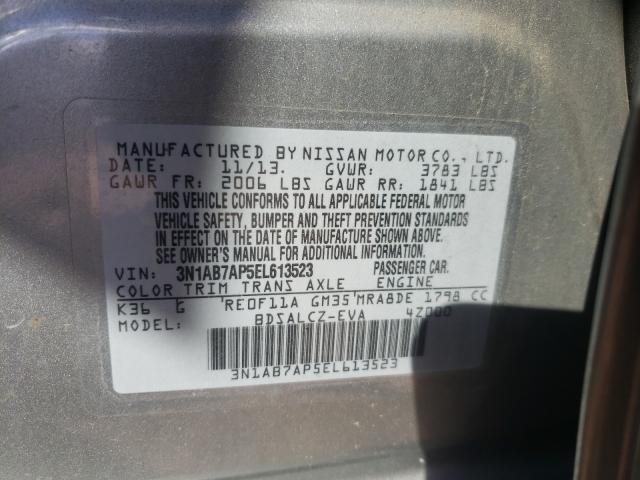 MANUFACTURED BY NISSAN MOTOR CO., LTD.
DATE: 11/13. GVWR: 3783 LBS
GAWR FR: 2006 LBS GAWR RR: 1841 LBS
THIS VEHICLE CONFORMS TO ALL APPLICABLE FEDERAL MOTOR
VEHICLE SAFETY, BUMPER AND THEFT PREVENTION STANDARDS
IN EFFECT ON THE DATE OF MANUFACTURE SHOWN ABOVE.
SEE OWNER'S MANUAL FOR ADDITIONAL INFORMATION.
VIN: 3N1AB7AP5EL613523 PASSENGER CAR.
COLOR TRIM TRANS AXLE ENGINE
K36 G RE0F11A GM35 MRA8DE 1798 CC
MODEL: BDSALCZ-EVA 4Z000
3N1AB7AP5EL613523